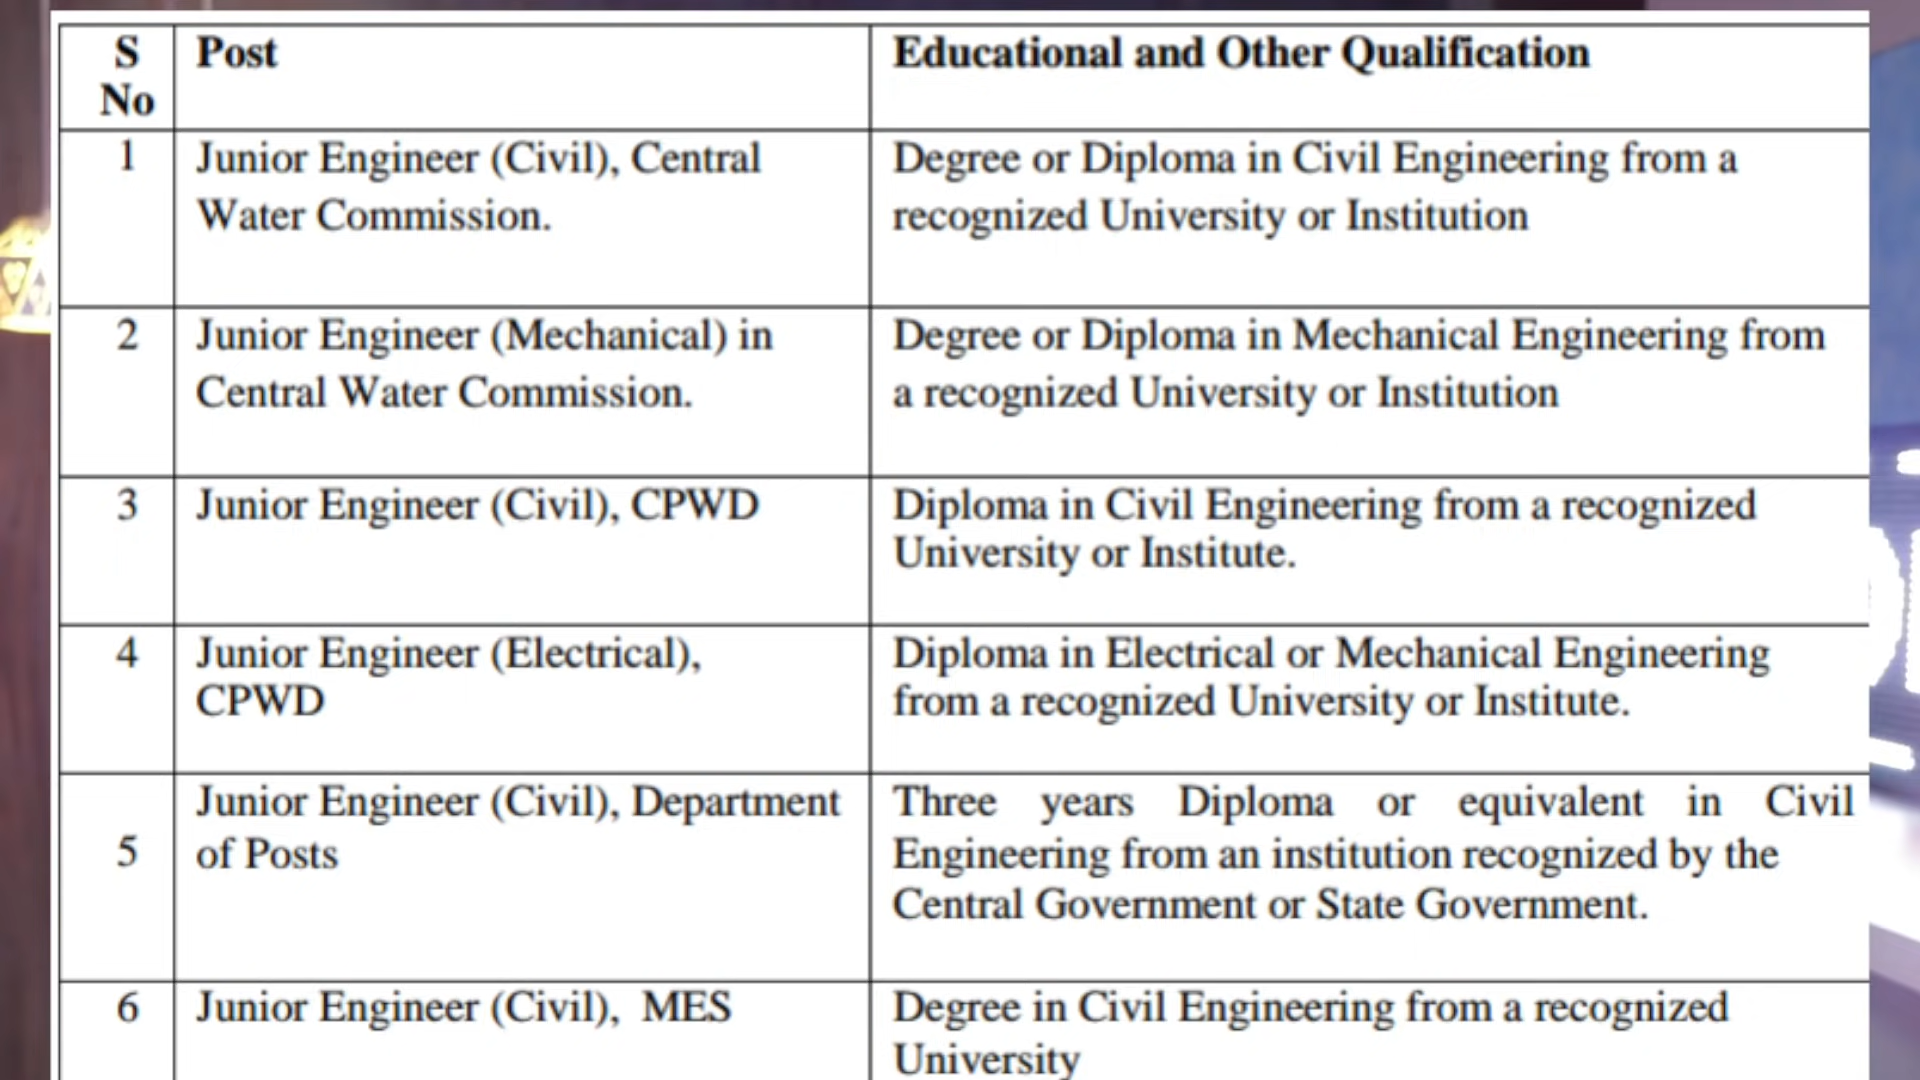 S No
Post
Educational and Other Qualification
1
Junior Engineer (Civil), Central
Water Commission.
Degree or Diploma in Civil Engineering from a
recognized University or Institution
2
Junior Engineer (Mechanical) in
Central Water Commission.
Degree or Diploma in Mechanical Engineering from
a recognized University or Institution
3
Junior Engineer (Civil), CPWD
Diploma in Civil Engineering from a recognized
University or Institute.
4
Junior Engineer (Electrical),
CPWD
Diploma in Electrical or Mechanical Engineering
from a recognized University or Institute.
5
Junior Engineer (Civil), Department
of Posts
Three years Diploma or equivalent in Civil
Engineering from an institution recognized by the
Central Government or State Government.
6
Junior Engineer (Civil), MES
Degree in Civil Engineering from a recognized
University